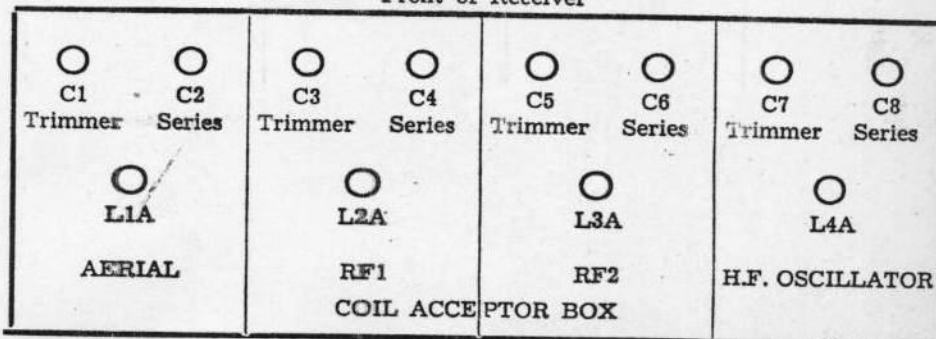 Front of Receiver
C1 C2 C3 C4 C5 C6 C7 C8
Trimmer Series Trimmer Series Trimmer Series Trimmer Series
L1A L2A L3A L4A
AERIAL RF1 RF2 H.F. OSCILLATOR
COIL ACCEPTOR BOX